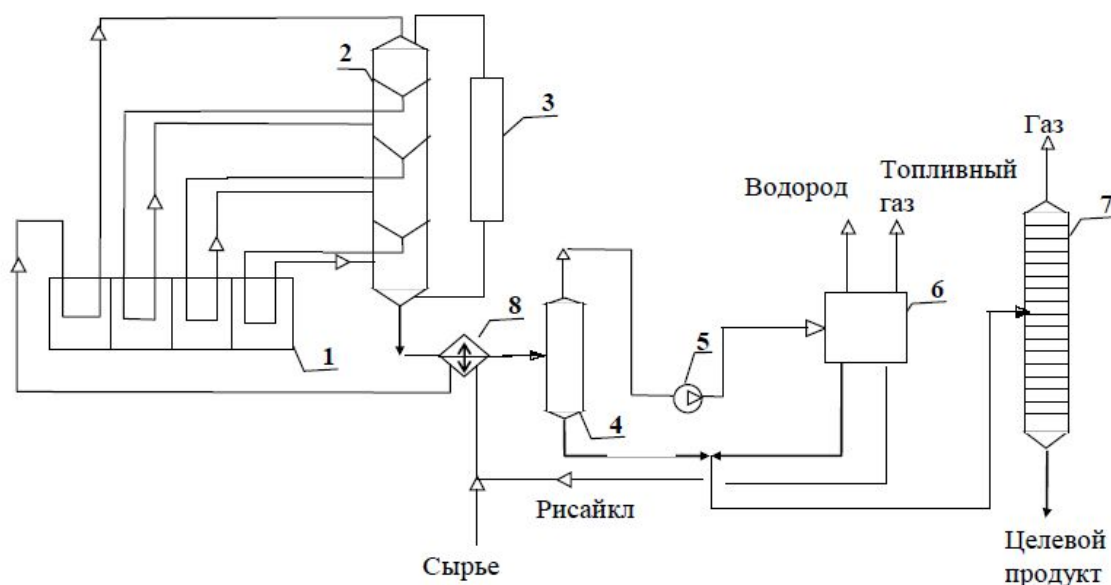 2
3
Газ
Водород
Топливный
газ
7
6
8
5
1
4
Рисайкл
Сырье
Целевой
продукт